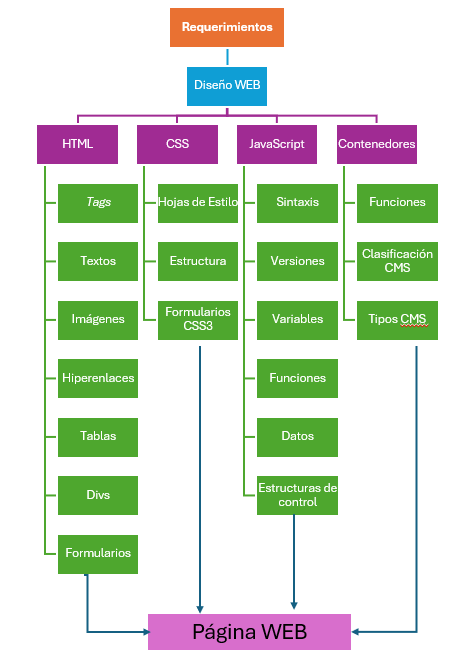 Requerimientos
Diseño WEB
HTML
CSS
JavaScript
Contenedores
Tags
Textos
Imágenes
Hiperenlaces
Tablas
Divs
Formularios
Hojas de Estilo
Estructura
Formularios
CSS3
Sintaxis
Versiones
Variables
Funciones
Datos
Estructuras de
control
Funciones
Clasificación
CMS
Tipos CMS
Página WEB